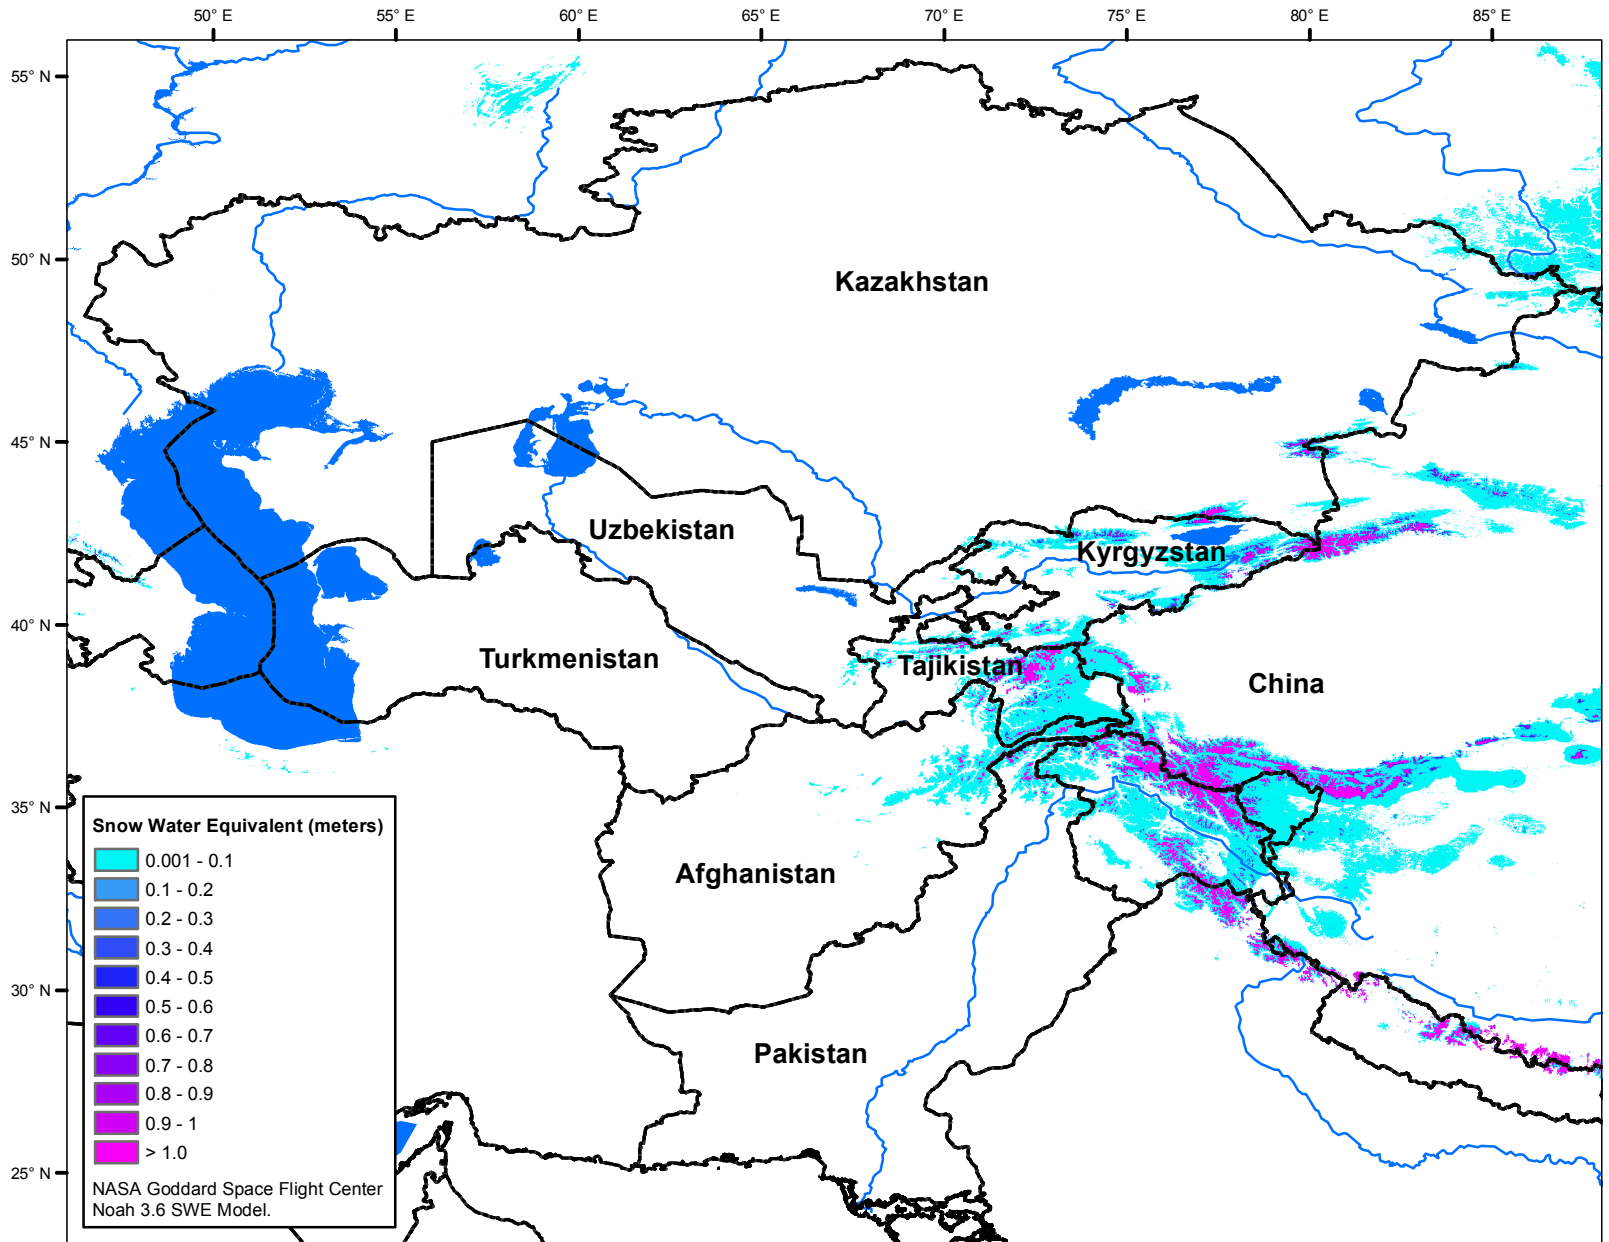 50° E 55° E 60° E 65° E 70° E 75° E 80° E 85° E
55° N
50° N
Kazakhstan
45° N
Uzbekistan
Kyrgyzstan
40° N
Turkmenistan
Tajikistan
China
35° N
Afghanistan
30° N
Pakistan
25° N
Snow Water Equivalent (meters)
0.001 - 0.1
0.1 - 0.2
0.2 - 0.3
0.3 - 0.4
0.4 - 0.5
0.5 - 0.6
0.6 - 0.7
0.7 - 0.8
0.8 - 0.9
0.9 - 1
> 1.0
NASA Goddard Space Flight Center
Noah 3.6 SWE Model.